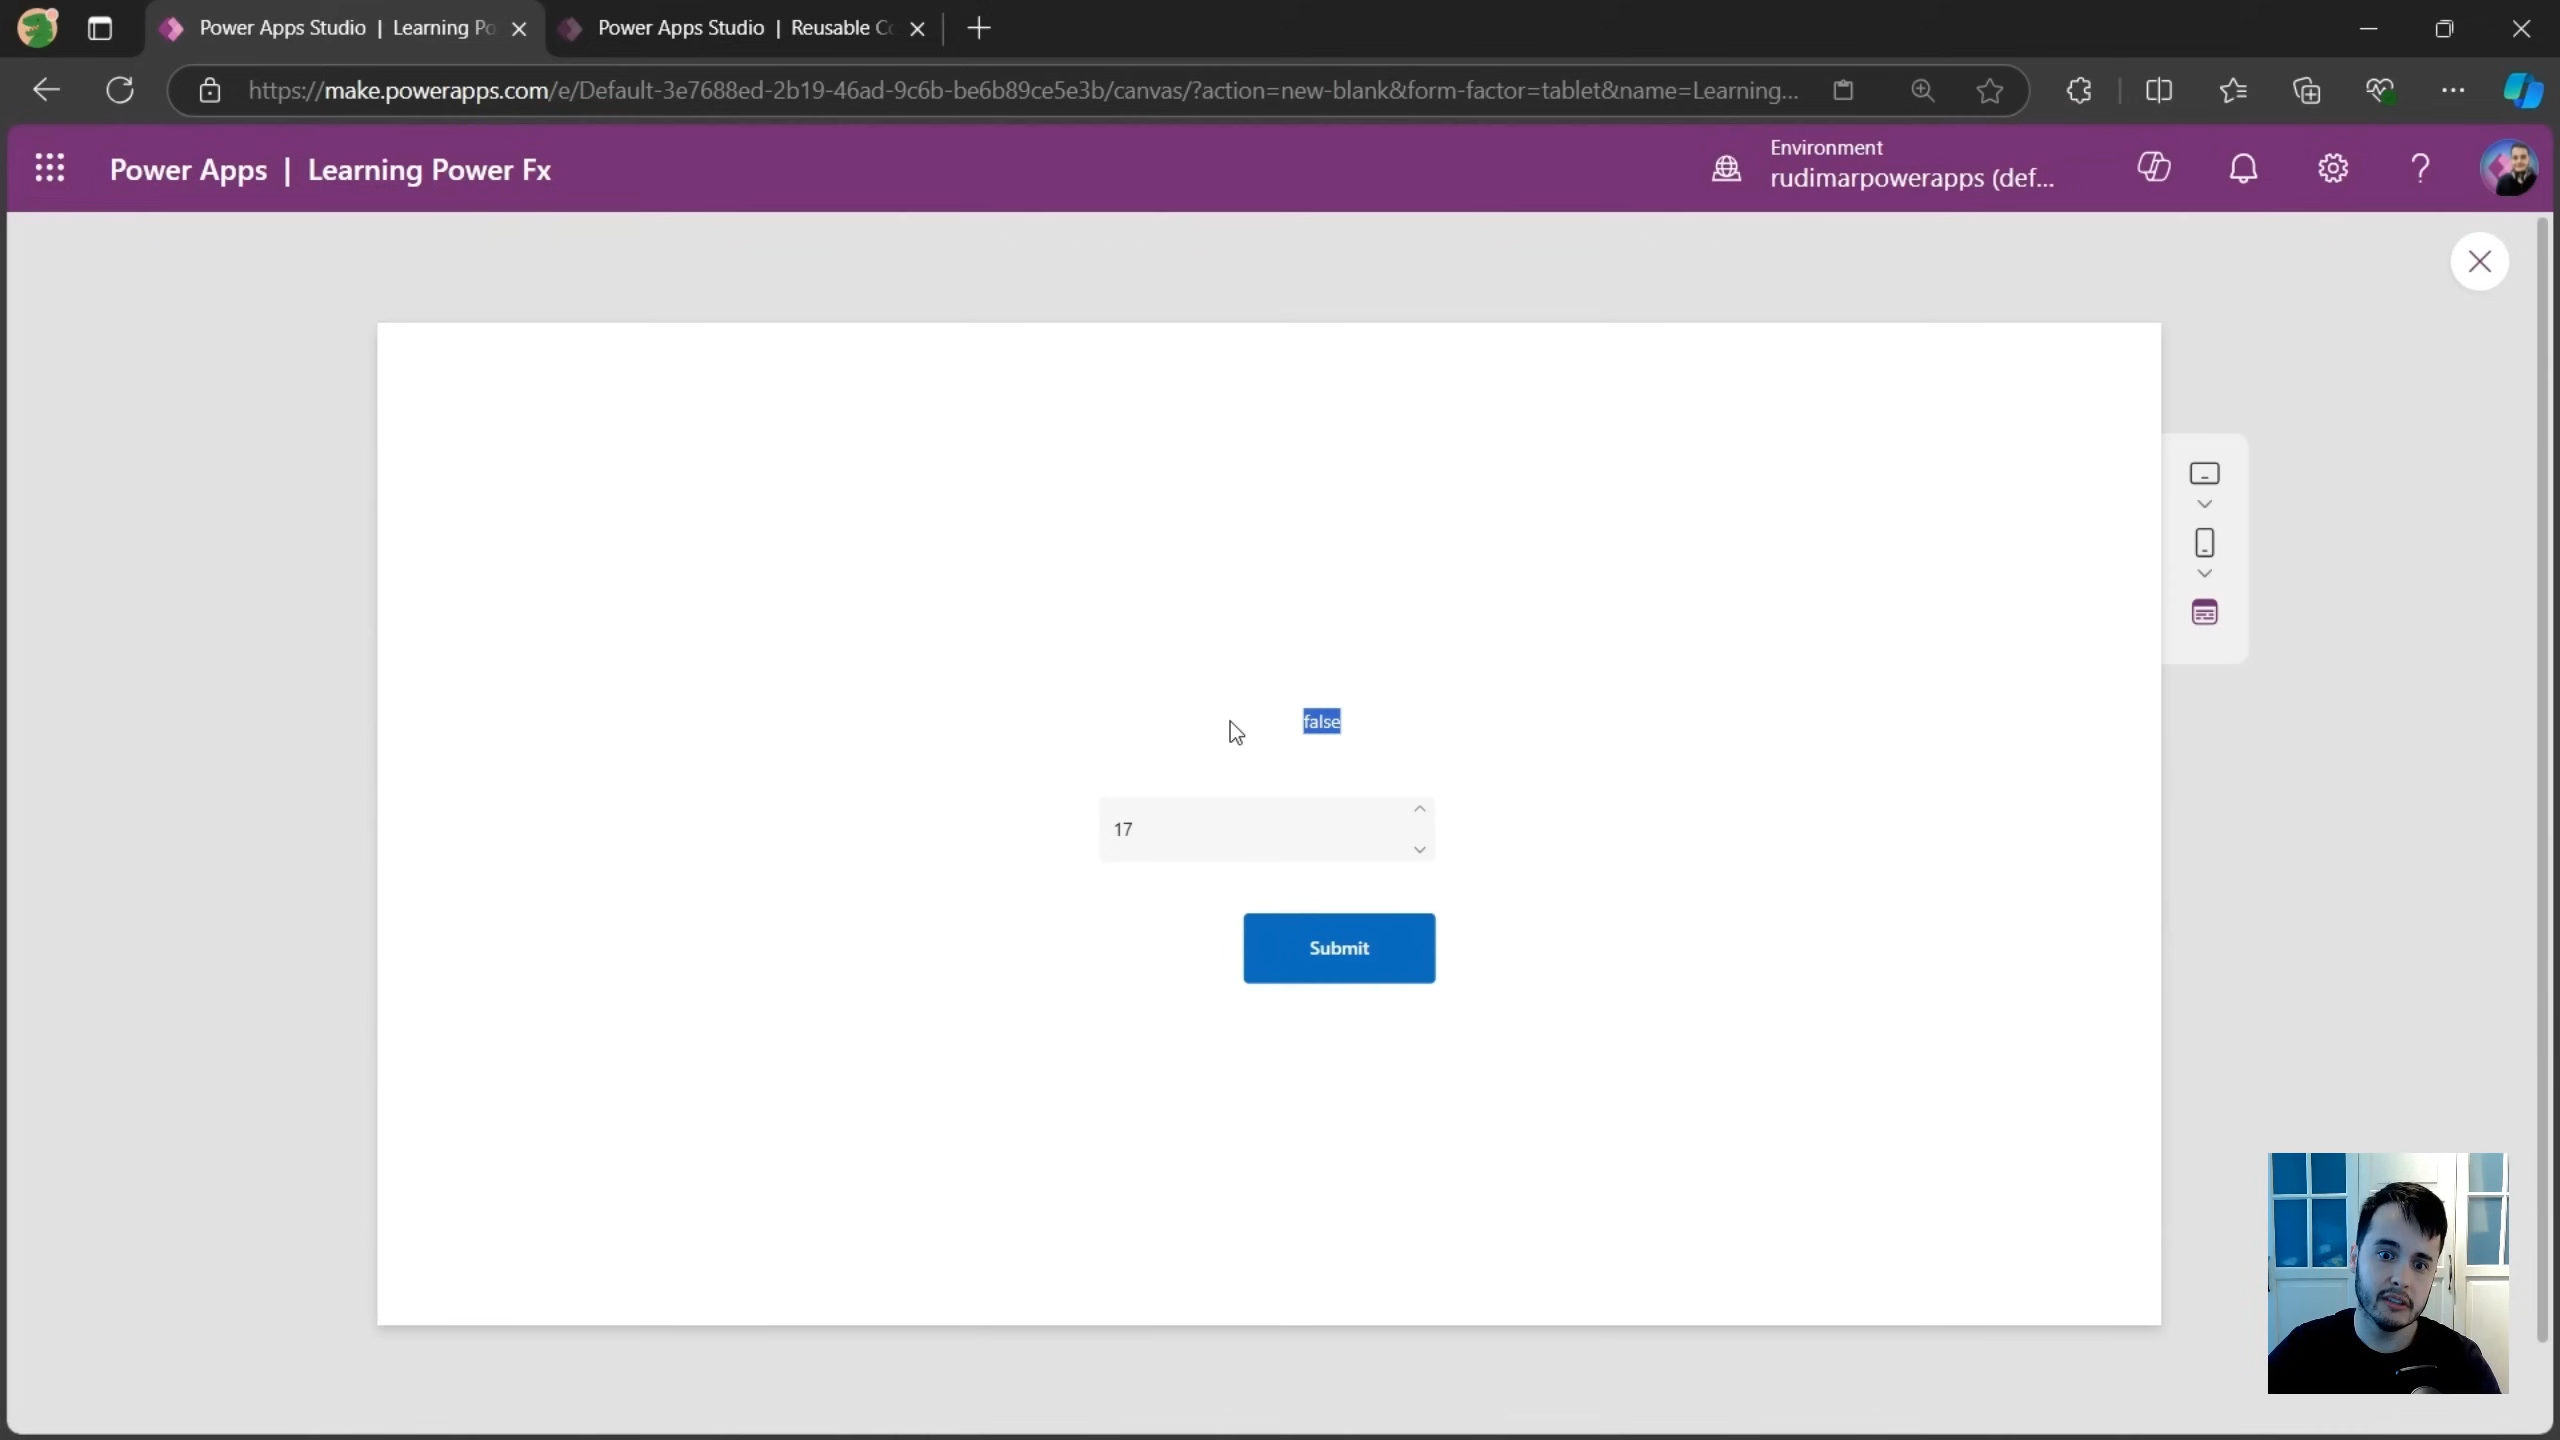 Power Apps Studio | Learning Po
Power Apps Studio | Reusable Co
https://make.powerapps.com/e/Default-3e7688ed-2b19-46ad-9c6b-be6b89ce5e3b/canvas/?action=new-blank&form-factor=tablet&name=Learning...
Power Apps | Learning Power Fx
Environment
rudimarpowerapps (def...
false
17
Submit